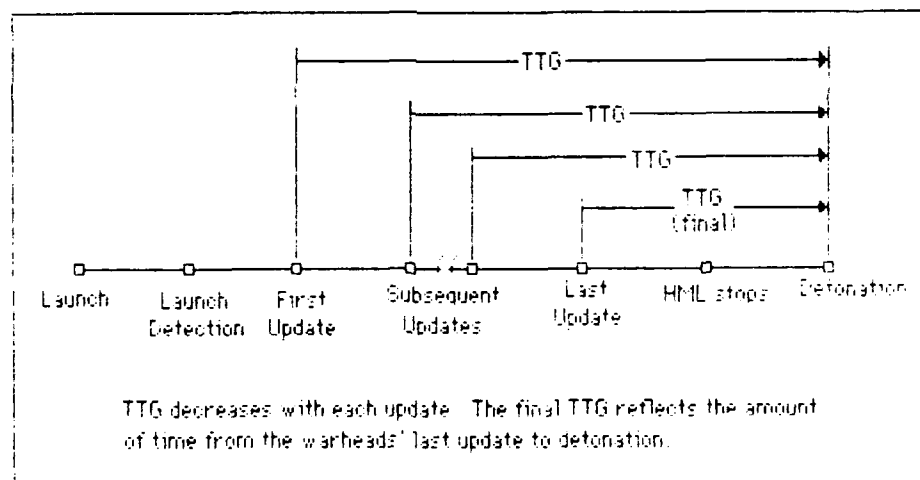 TTG
TTG
TTG
TTG
(final)
Launch
Launch
Detection
First
Update
Subsequent
Updates
Last
Update
HML stops
Detonation
TTG decreases with each update. The final TTG reflects the amount
of time from the warheads' last update to detonation.